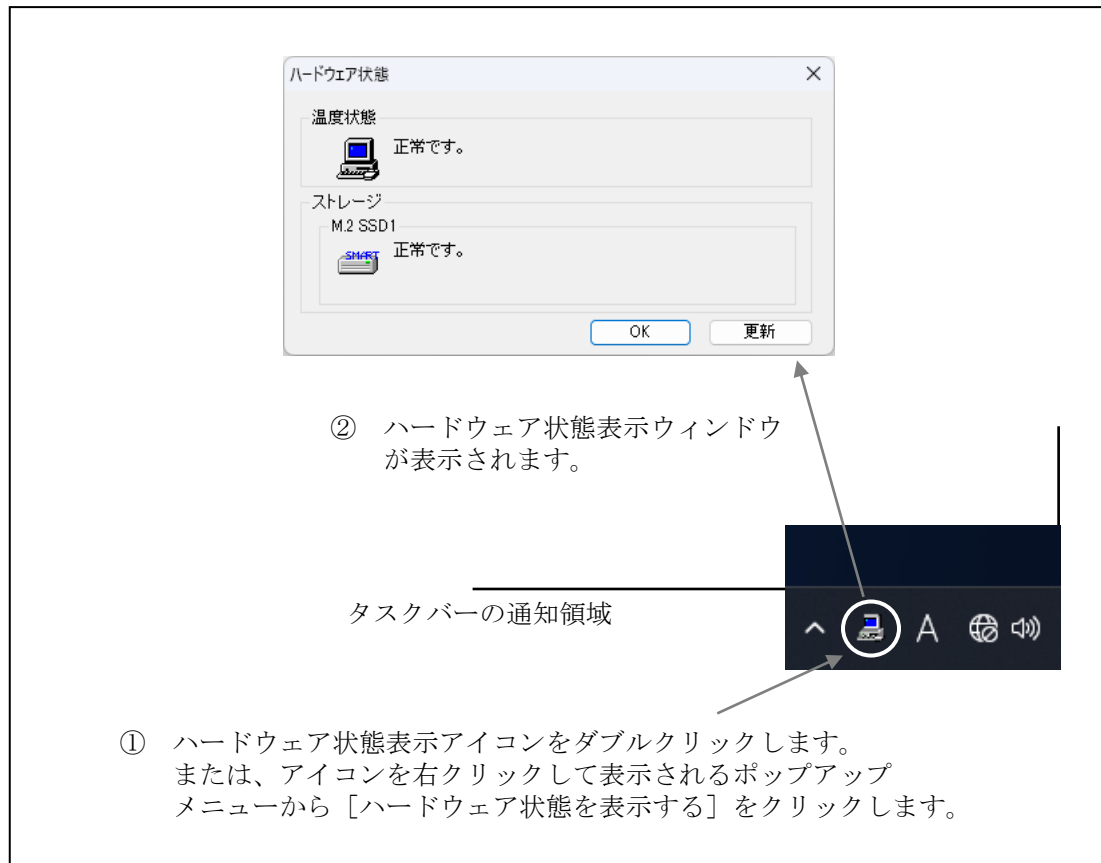 ハードウェア状態
温度状態
正常です。
ストレージ
M.2 SSD1
SMART
正常です。
OK
更新
② ハードウェア状態表示ウィンドウ
が表示されます。
タスクバーの通知領域
A
① ハードウェア状態表示アイコンをダブルクリックします。
または、アイコンを右クリックして表示されるポップアップ
メニューから［ハードウェア状態を表示する］をクリックします。